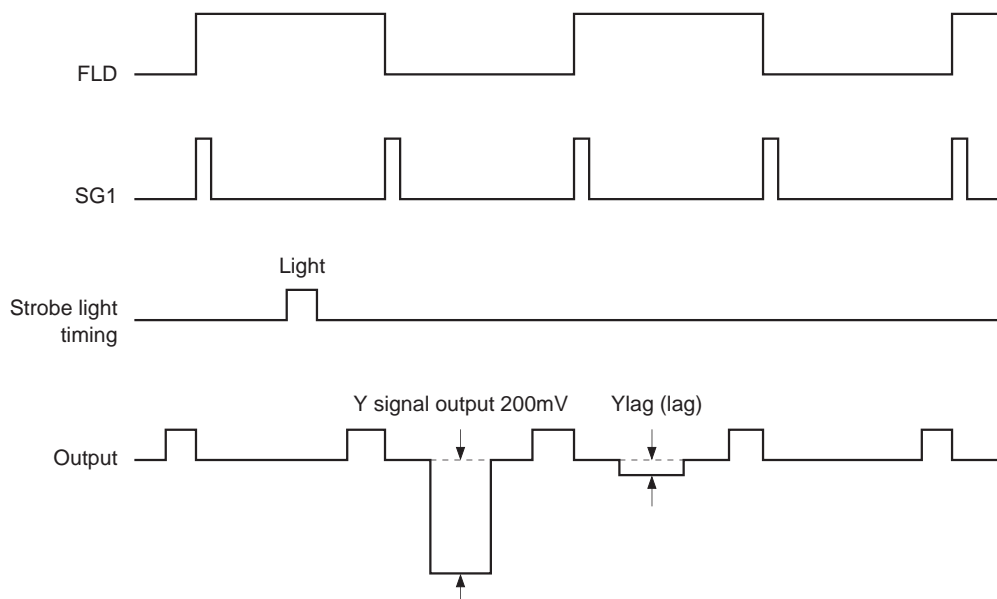 FLD
SG1
Light
Strobe light
timing
Y signal output 200mV
Ylag (lag)
Output